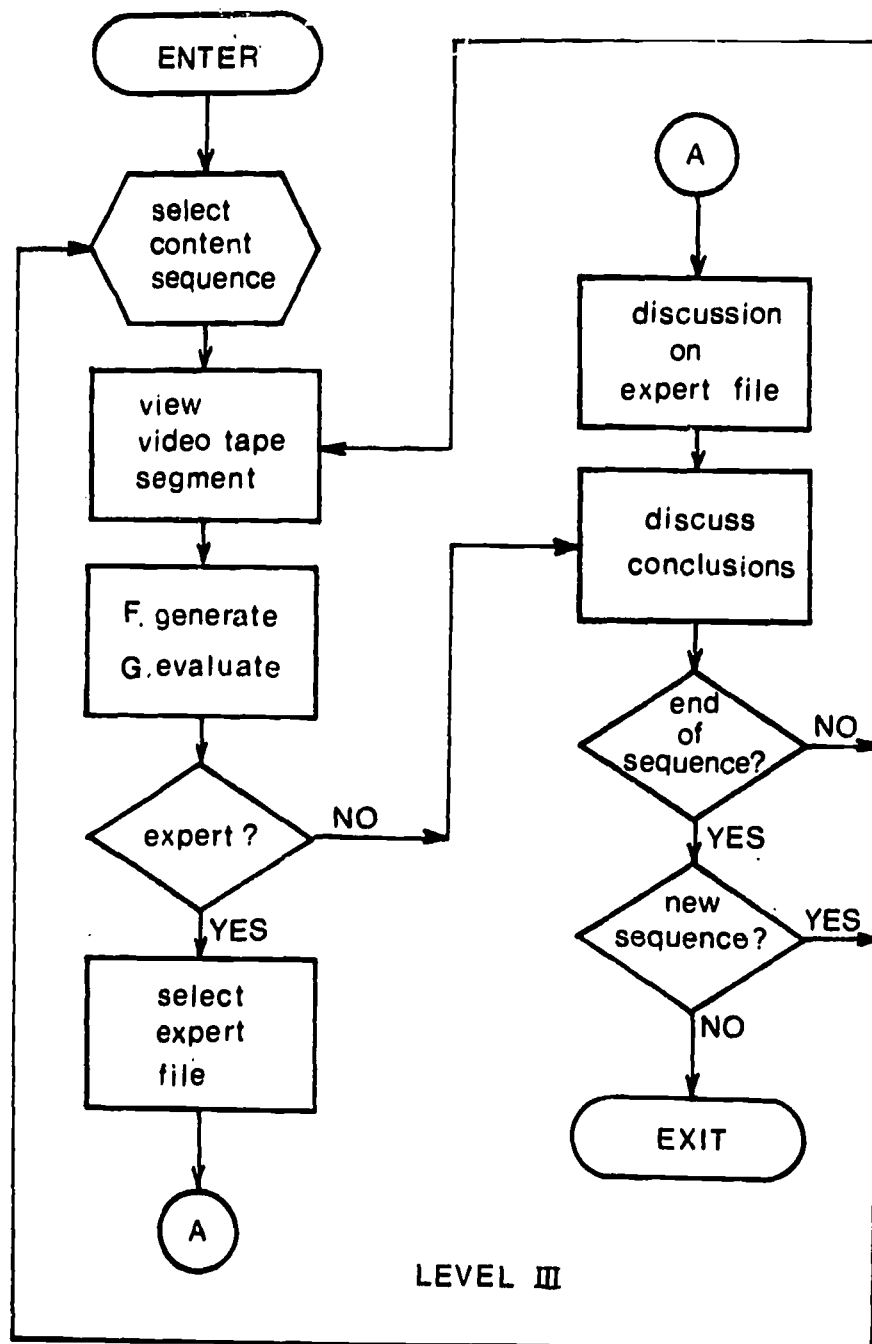 ENTER
select
content
sequence
view
video tape
segment
F. generate
G. evaluate
expert?
NO
YES
select
expert
file
A
A
discussion
on
expert file
discuss
conclusions
end
of
sequence?
NO
YES
new
sequence?
YES
NO
EXIT
LEVEL III